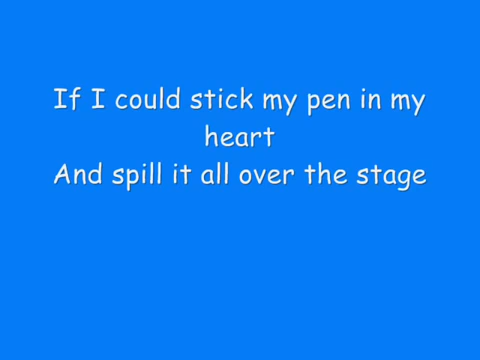 If I could stick my pen in my
heart
And spill it all over the stage